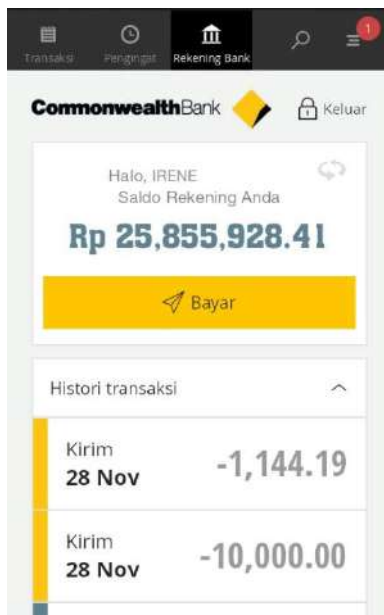 1
Transaksi Pengingat Rekening Bank
CommonwealthBank Keluar
Halo, IRENE
Saldo Rekening Anda
Rp 25,855,928.41
Bayar
Histori transaksi
Kirim
28 Nov -1,144.19
Kirim
28 Nov -10,000.00